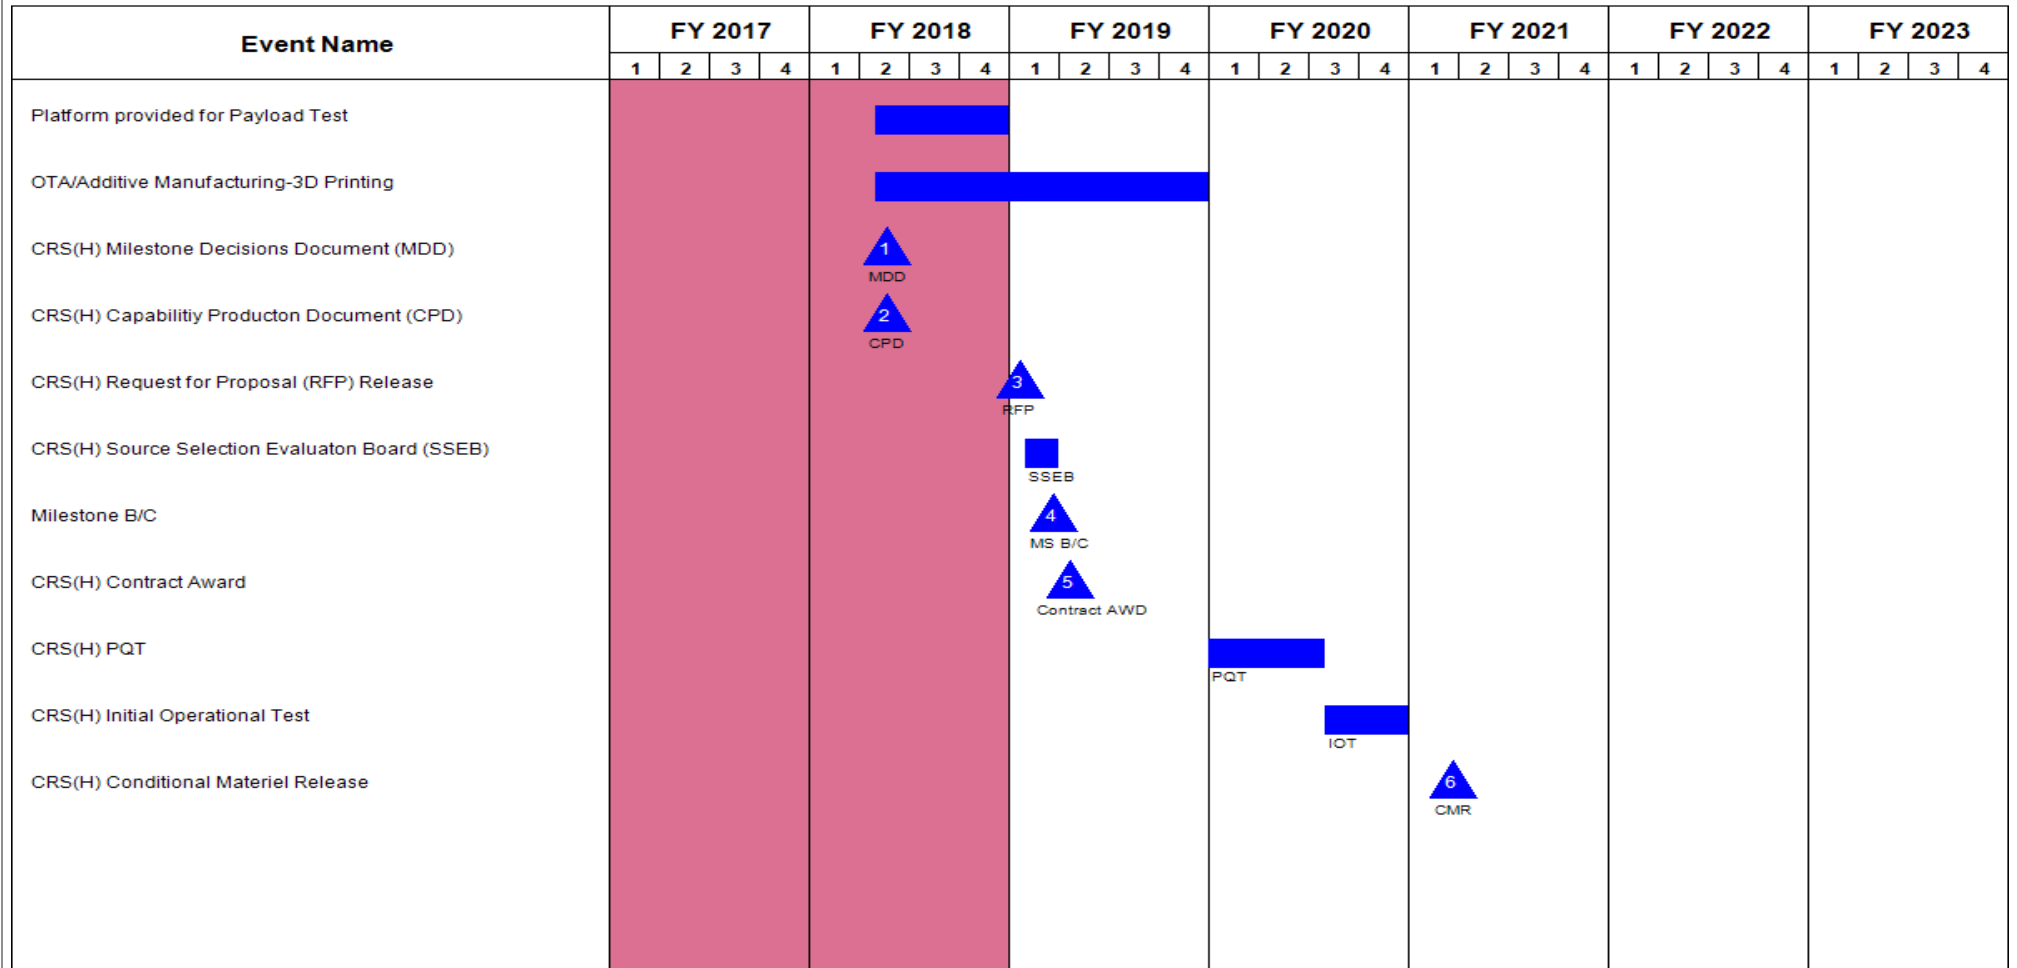 Event Name
FY 2017 FY 2018 FY 2019 FY 2020 FY 2021 FY 2022 FY 2023
1 2 3 4 1 2 3 4 1 2 3 4 1 2 3 4 1 2 3 4 1 2 3 4 1 2 3 4
Platform provided for Payload Test
OTA/Additive Manufacturing-3D Printing
CRS(H) Milestone Decisions Document (MDD)
1
MDD
CRS(H) Capabilitiy Producton Document (CPD)
2
CPD
CRS(H) Request for Proposal (RFP) Release
3
RFP
CRS(H) Source Selection Evaluaton Board (SSEB)
SSEB
Milestone B/C
4
MS B/C
CRS(H) Contract Award
5
Contract AWD
CRS(H) PQT
PQT
CRS(H) Initial Operational Test
IOT
CRS(H) Conditional Materiel Release
6
CMR